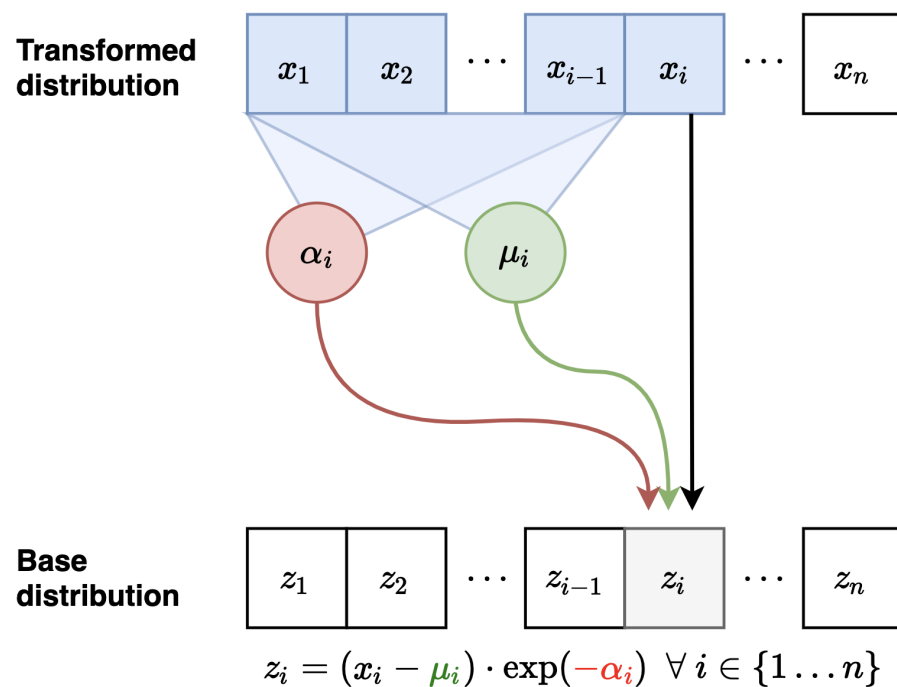 Transformed
distribution
x₁ x₂ ⋯ xᵢ₋₁ xᵢ ⋯ xₙ
αᵢ μᵢ
Base
distribution
z₁ z₂ ⋯ zᵢ₋₁ zᵢ ⋯ zₙ
zᵢ = (xᵢ − μᵢ) · exp(−αᵢ) ∀ i ∈ {1 … n}